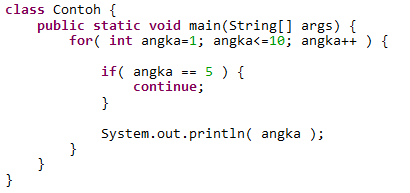 class Contoh {
    public static void main(String[] args) {
        for( int angka=1; angka<=10; angka++ ) {

            if( angka == 5 ) {
                continue;
            }

            System.out.println( angka );
        }
    }
}